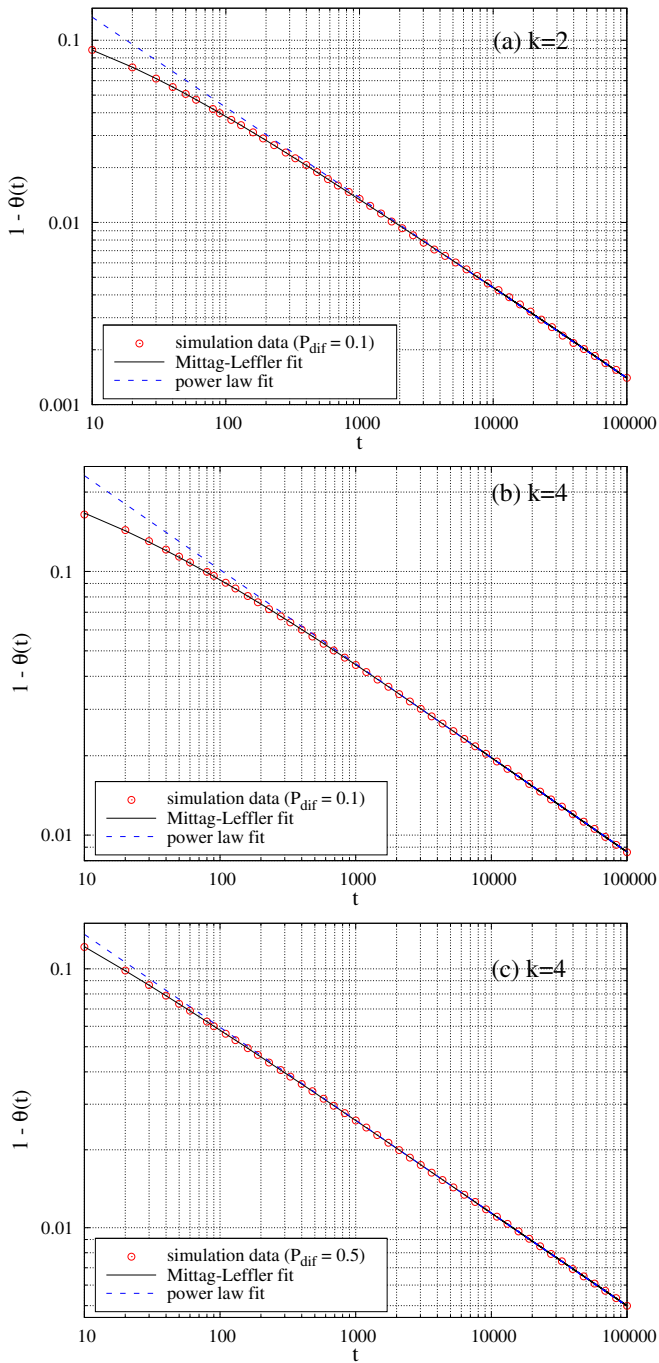 (a) k=2
0.1
0.01
0.001
1 - θ(t)
simulation data (P_dif = 0.1)
Mittag-Leffler fit
power law fit
10 100 1000 10000 100000
t
(b) k=4
0.1
0.01
1 - θ(t)
simulation data (P_dif = 0.1)
Mittag-Leffler fit
power law fit
10 100 1000 10000 100000
t
(c) k=4
0.1
0.01
1 - θ(t)
simulation data (P_dif = 0.5)
Mittag-Leffler fit
power law fit
10 100 1000 10000 100000
t